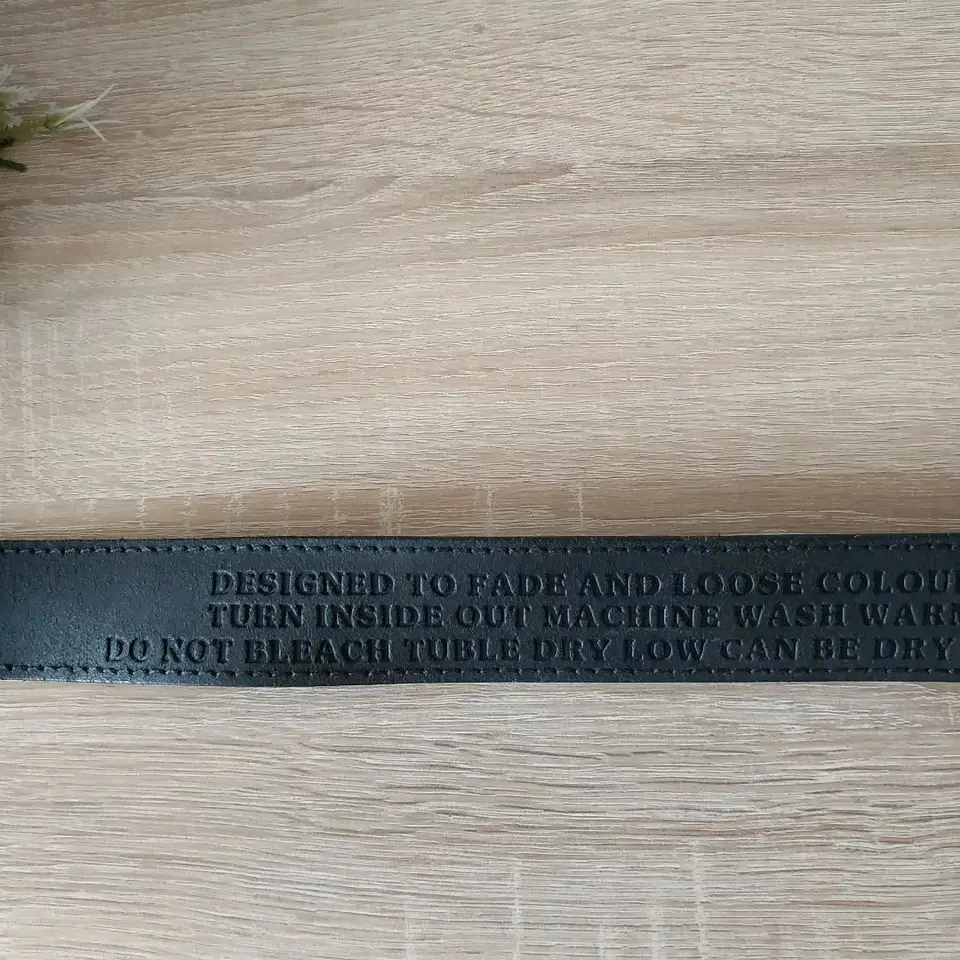 DESIGNED TO FADE AND LOOSE COLOU
TURN INSIDE OUT MACHINE WASH WARM
DO NOT BLEACH TUBLE DRY LOW CAN BE DRY